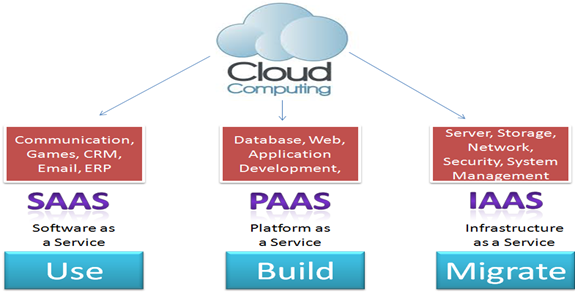 Cloud
Computing
Communication,
Games, CRM,
Email, ERP
Database, Web,
Application
Development,
Server, Storage,
Network,
Security, System
Management
SAAS
PAAS
IAAS
Software as
a Service
Platform as
a Service
Infrastructure
as a Service
Use
Build
Migrate